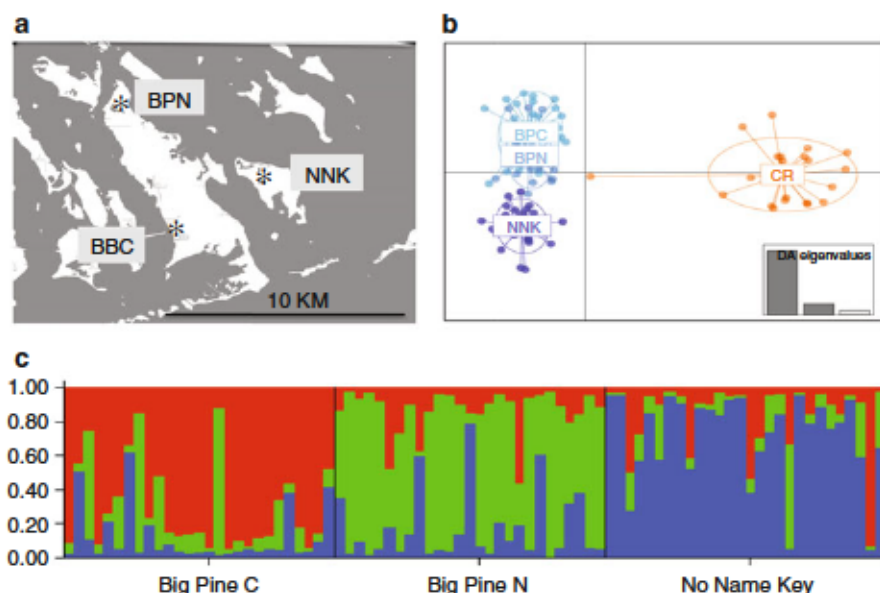 a
BPN
NNK
BBC
10 KM
b
BPC
BPN
NNK
CR
DA eigenvalues
c
1.00
0.80
0.60
0.40
0.20
0.00
Big Pine C
Big Pine N
No Name Key